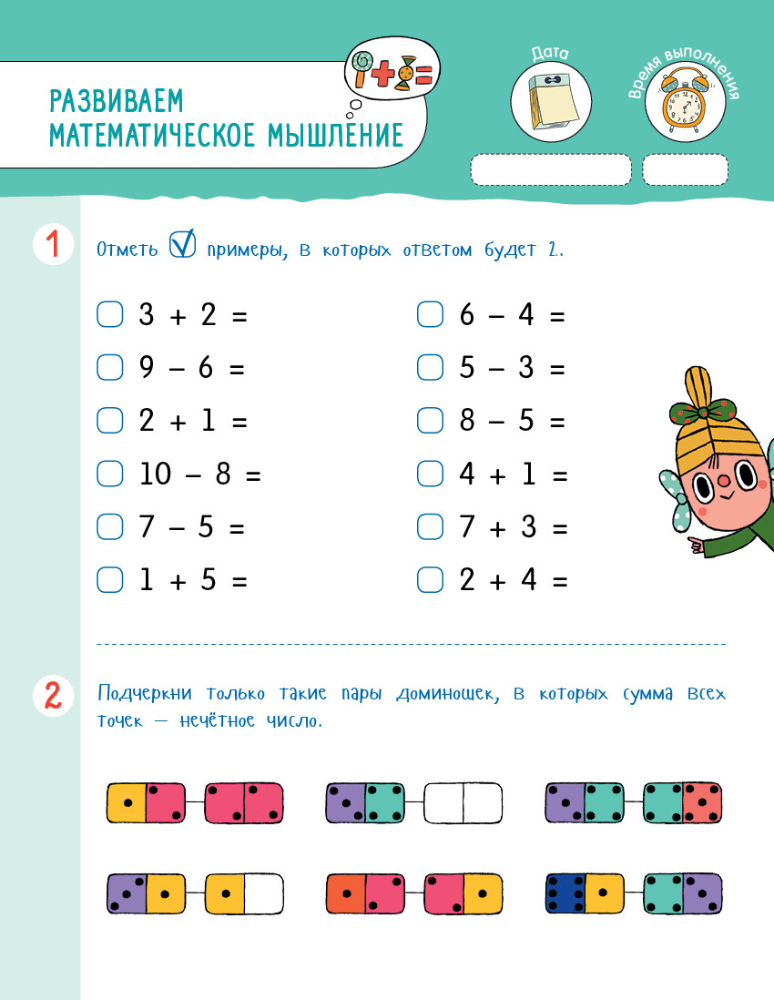 Дата
Время выполнения
РАЗВИВАЕМ
МАТЕМАТИЧЕСКОЕ МЫШЛЕНИЕ
1
Отметь примеры, в которых ответом будет 2.
3 + 2 =
9 – 6 =
2 + 1 =
10 – 8 =
7 – 5 =
1 + 5 =
6 – 4 =
5 – 3 =
8 – 5 =
4 + 1 =
7 + 3 =
2 + 4 =
2
Подчеркни только такие пары доминошек, в которых сумма всех
точек – нечётное число.